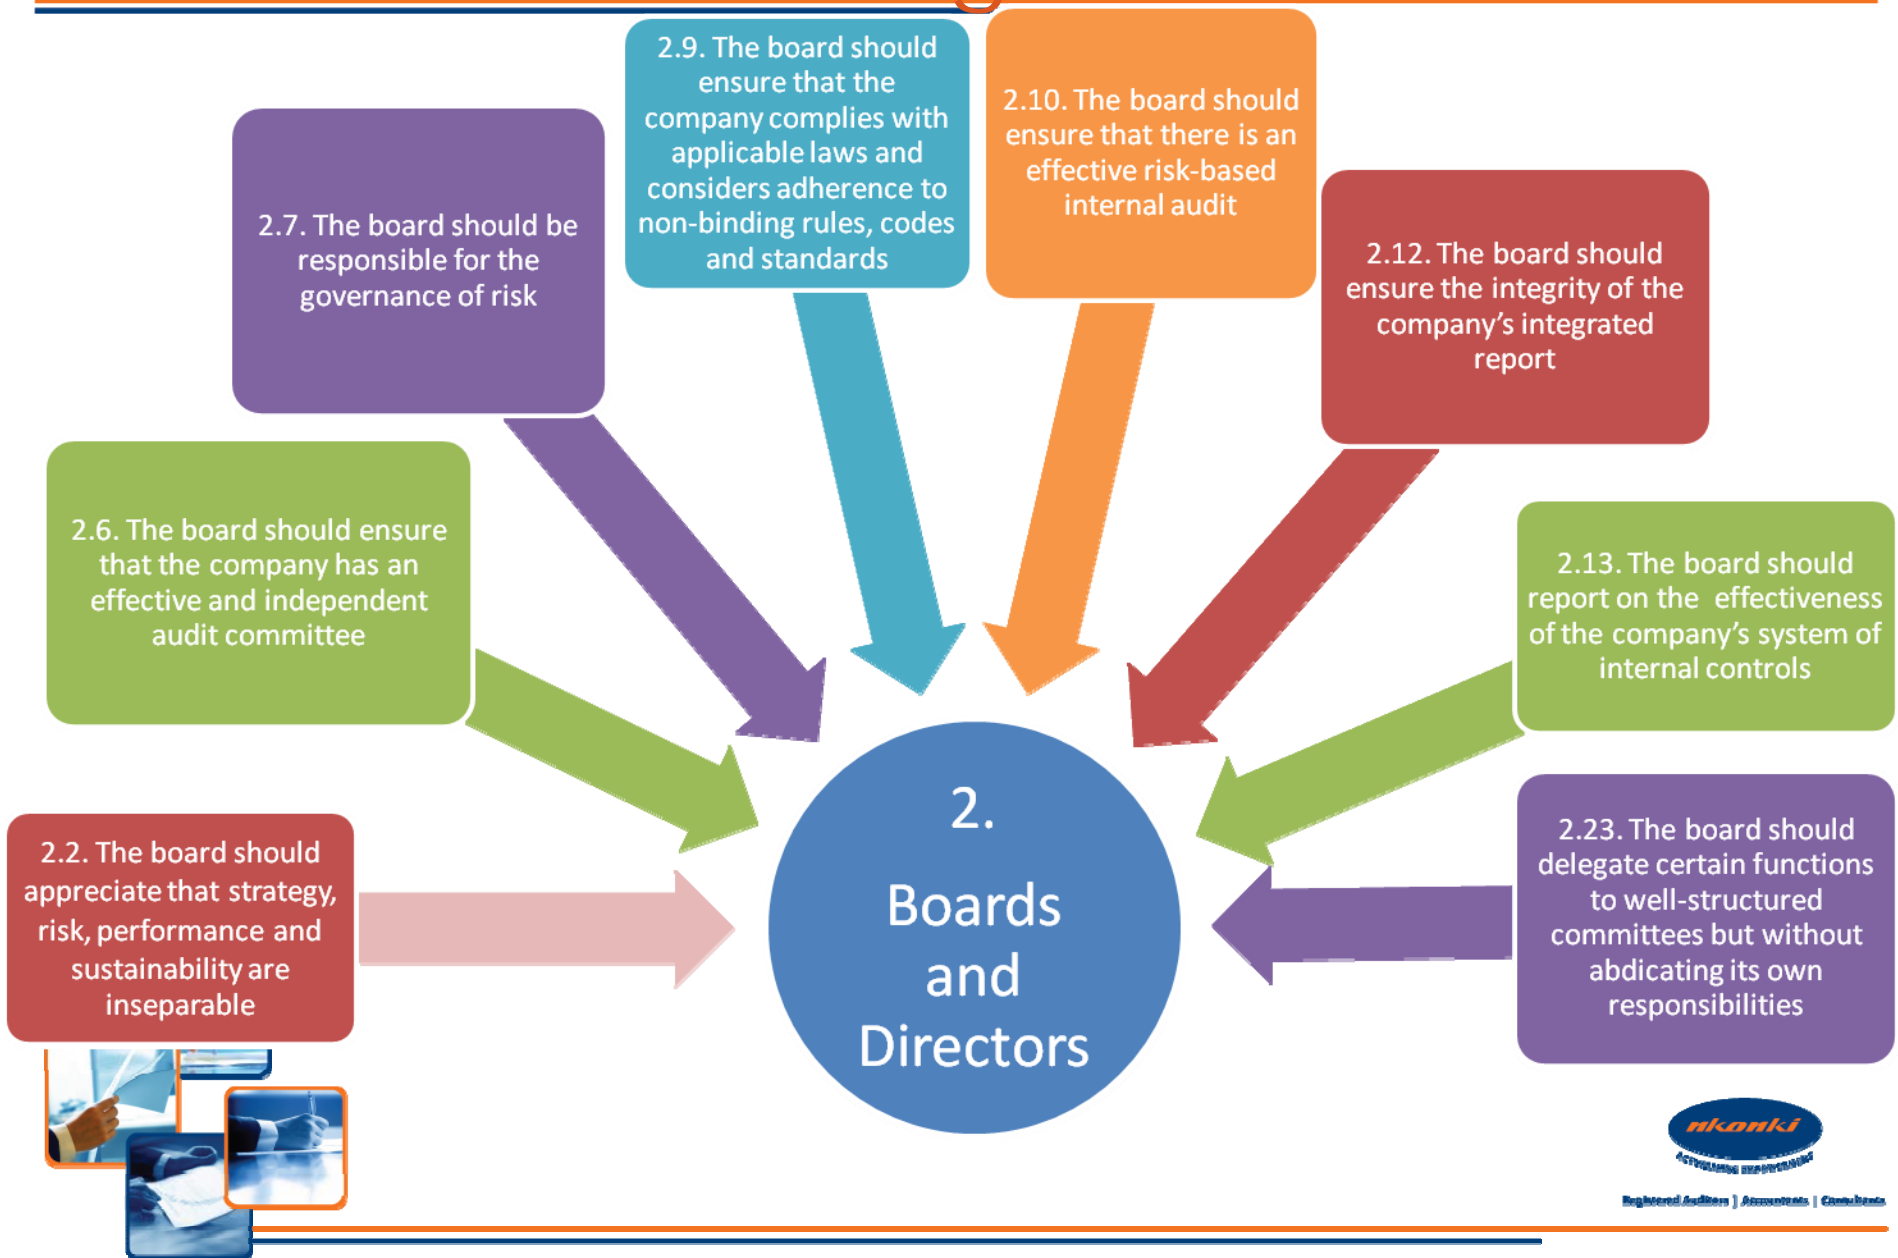 2.9. The board should
ensure that the
company complies with
applicable laws and
considers adherence to
non-binding rules, codes
and standards
2.10. The board should
ensure that there is an
effective risk-based
internal audit
2.7. The board should be
responsible for the
governance of risk
2.12. The board should
ensure the integrity of the
company’s integrated
report
2.6. The board should ensure
that the company has an
effective and independent
audit committee
2.13. The board should
report on the effectiveness
of the company’s system of
internal controls
2.2. The board should
appreciate that strategy,
risk, performance and
sustainability are
inseparable
2.
Boards
and
Directors
2.23. The board should
delegate certain functions
to well-structured
committees but without
abdicating its own
responsibilities
nkonki
Registered Auditors | Accountants | Consultants